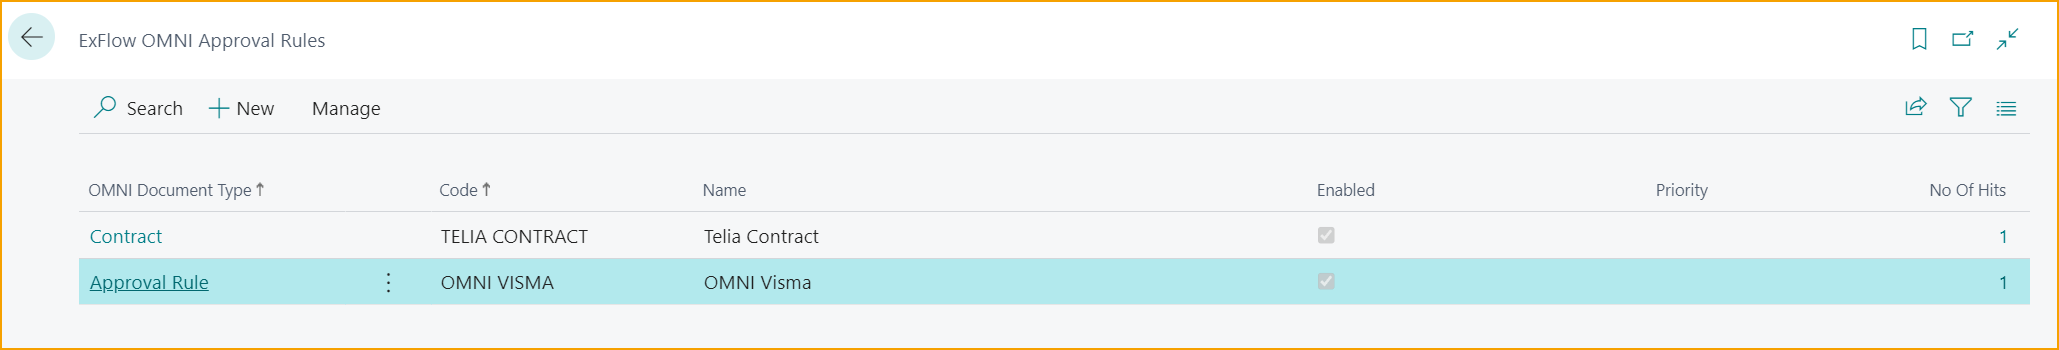 ExFlow OMNI Approval Rules
Search New Manage
OMNI Document Type↑ Code↑ Name Enabled Priority No Of Hits
Contract TELIA CONTRACT Telia Contract 1
Approval Rule OMNI VISMA OMNI Visma 1